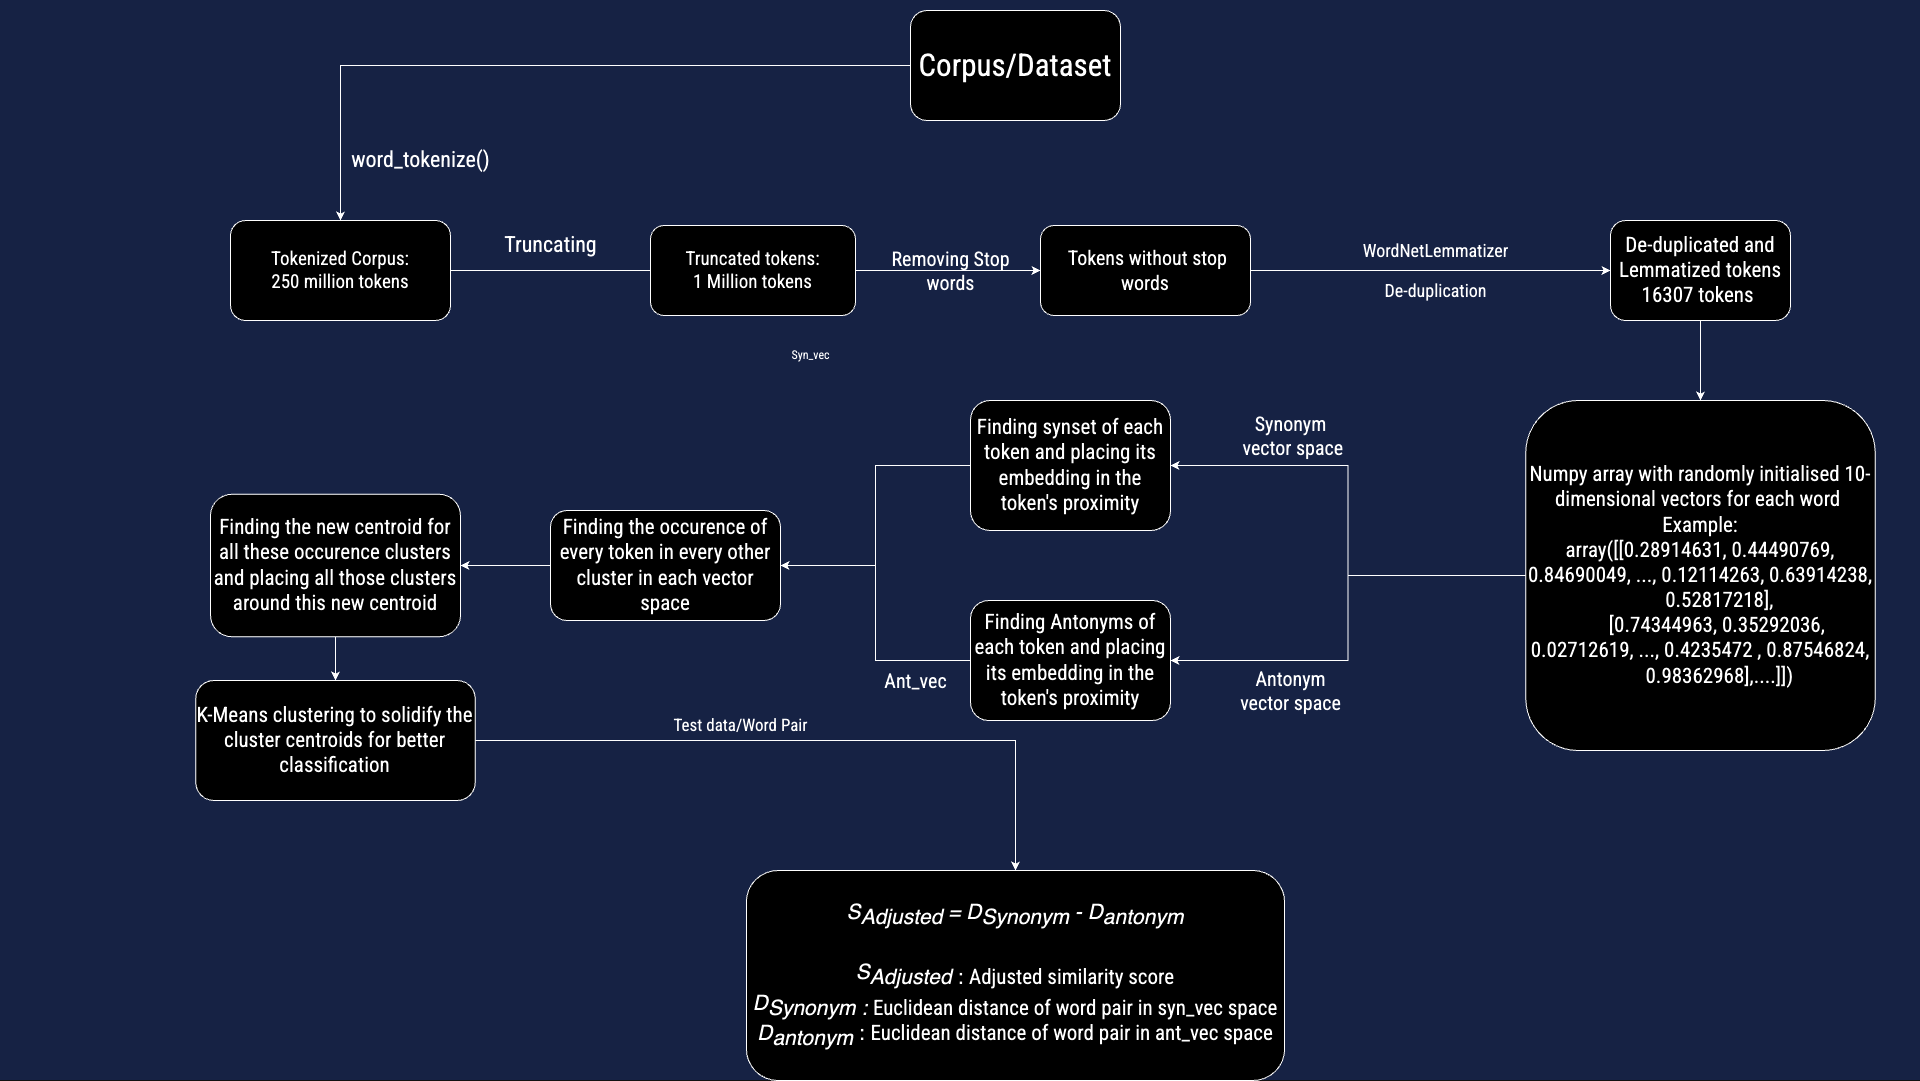 Corpus/Dataset
word_tokenize()
Tokenized Corpus:
250 million tokens
Truncating
Truncated tokens:
1 Million tokens
Removing Stop
words
Tokens without stop
words
WordNetLemmatizer
De-duplication
De-duplicated and
Lemmatized tokens
16307 tokens
Syn_vec
Numpy array with randomly initialised 10-
dimensional vectors for each word
Example:
array([[0.28914631, 0.44490769,
0.84690049, ..., 0.12114263, 0.63914238,
0.52817218],
[0.74344963, 0.35292036,
0.02712619, ..., 0.4235472 , 0.87546824,
0.98362968],....]])
Synonym
vector space
Finding synset of each
token and placing its
embedding in the
token's proximity
Antonym
vector space
Finding Antonyms of
each token and placing
its embedding in the
token's proximity
Ant_vec
Finding the occurence of
every token in every other
cluster in each vector
space
Finding the new centroid for
all these occurence clusters
and placing all those clusters
around this new centroid
K-Means clustering to solidify the
cluster centroids for better
classification
Test data/Word Pair
S Adjusted = D Synonym - D antonym
S Adjusted : Adjusted similarity score
D Synonym : Euclidean distance of word pair in syn_vec space
D antonym : Euclidean distance of word pair in ant_vec space